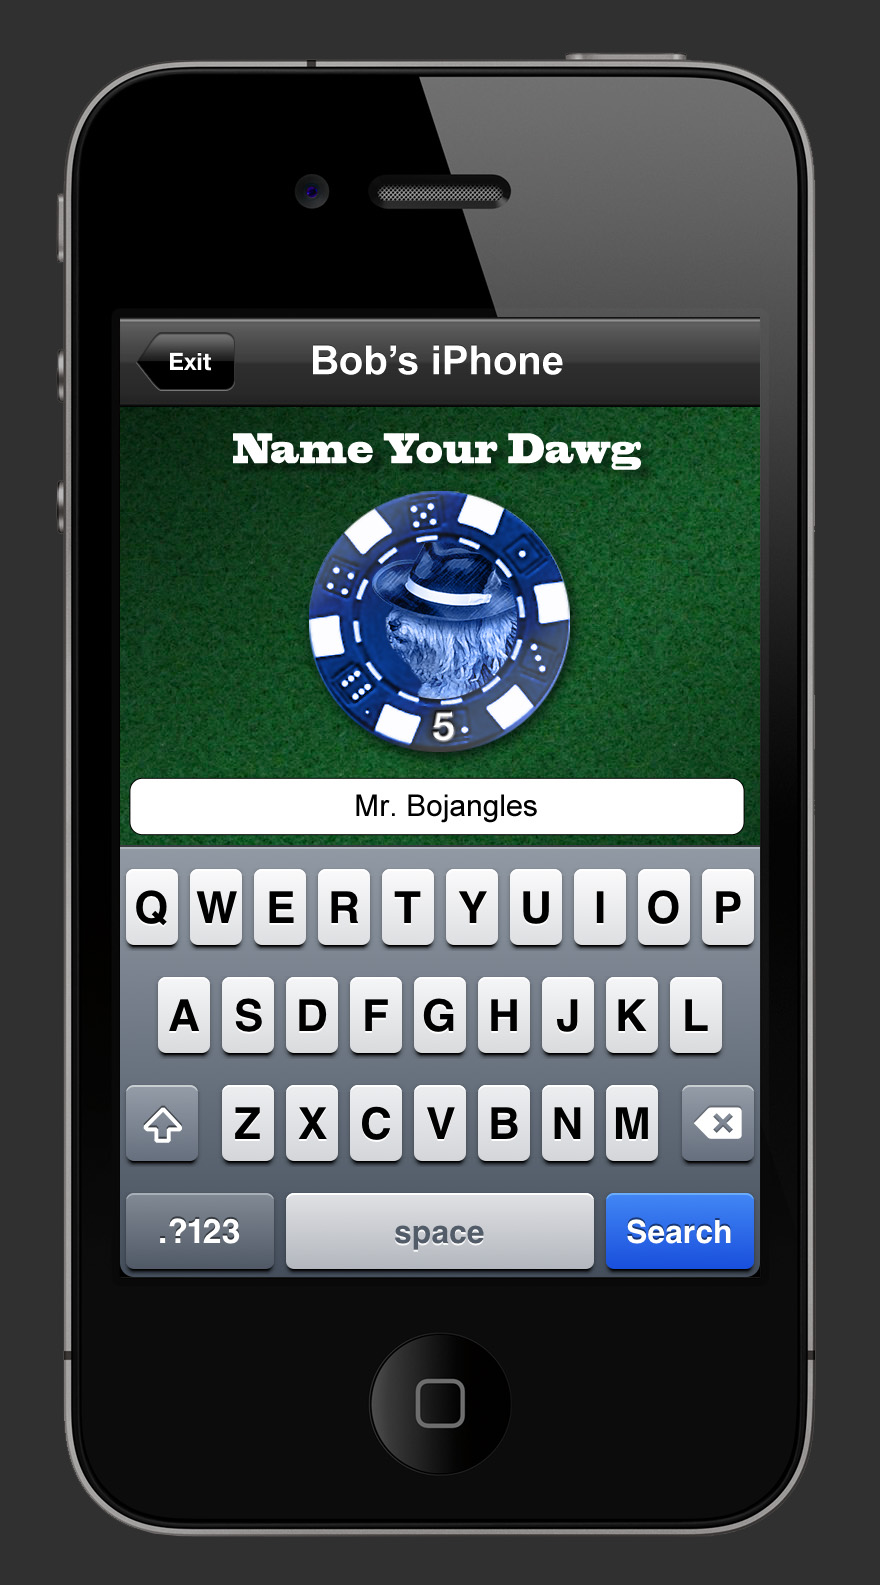 Exit
Bob's iPhone
Name Your Dawg
5
Mr. Bojangles
Q W E R T Y U I O P
A S D F G H J K L
Z X C V B N M
.?123 space Search